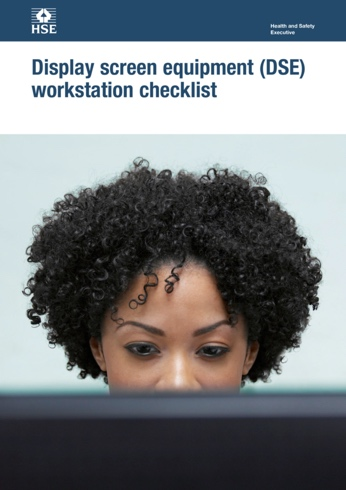 HSE
Health and Safety
Executive
Display screen equipment (DSE)
workstation checklist